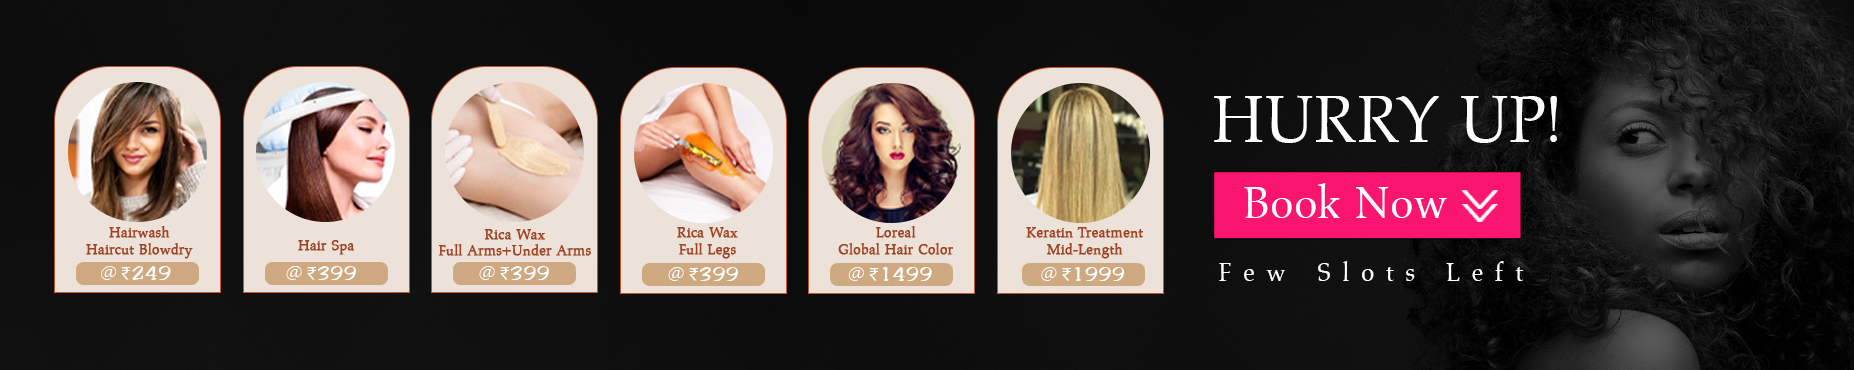 Hairwash
Haircut Blowdry
@ ₹249
Hair Spa
@ ₹399
Rica Wax
Full Arms+Under Arms
@ ₹399
Rica Wax
Full Legs
@ ₹399
Loreal
Global Hair Color
@ ₹1499
Keratin Treatment
Mid-Length
@ ₹1999
HURRY UP!
Book Now
Few Slots Left